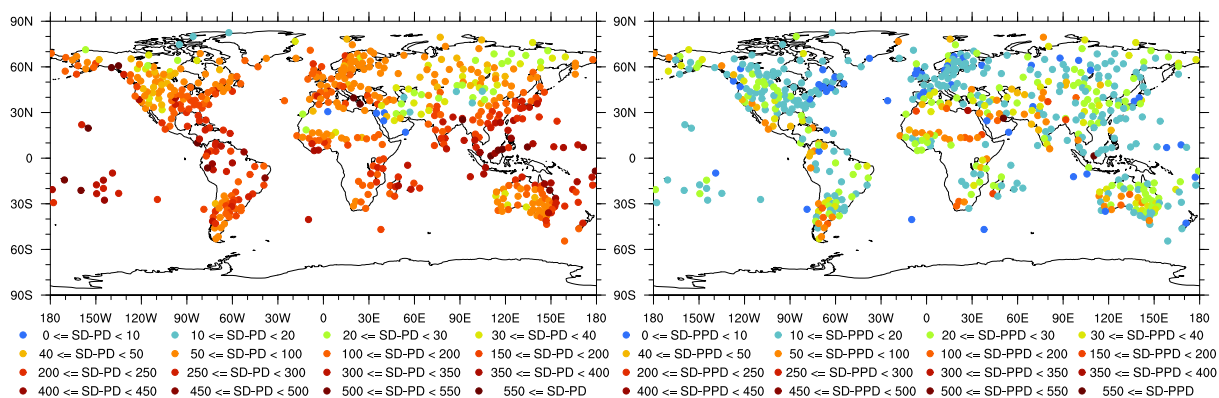 90N 90N
60N 60N
30N 30N
0 0
30S 30S
60S 60S
90S 90S
180 150W 120W 90W 60W 30W 0 30E 60E 90E 120E 150E 180 180 150W 120W 90W 60W 30W 0 30E 60E 90E 120E 150E 180
0 <= SD-PD < 10 10 <= SD-PD < 20 20 <= SD-PD < 30 30 <= SD-PD < 40 0 <= SD-PPD < 10 10 <= SD-PPD < 20 20 <= SD-PPD < 30 30 <= SD-PPD < 40
40 <= SD-PD < 50 50 <= SD-PD < 100 100 <= SD-PD < 200 150 <= SD-PD < 200 40 <= SD-PPD < 50 50 <= SD-PPD < 100 100 <= SD-PPD < 200 150 <= SD-PPD < 200
200 <= SD-PD < 250 250 <= SD-PD < 300 300 <= SD-PD < 350 350 <= SD-PD < 400 200 <= SD-PPD < 250 250 <= SD-PPD < 300 300 <= SD-PPD < 350 350 <= SD-PPD < 400
400 <= SD-PD < 450 450 <= SD-PD < 500 500 <= SD-PD < 550 550 <= SD-PD 400 <= SD-PPD < 450 450 <= SD-PPD < 500 500 <= SD-PPD < 550 550 <= SD-PPD